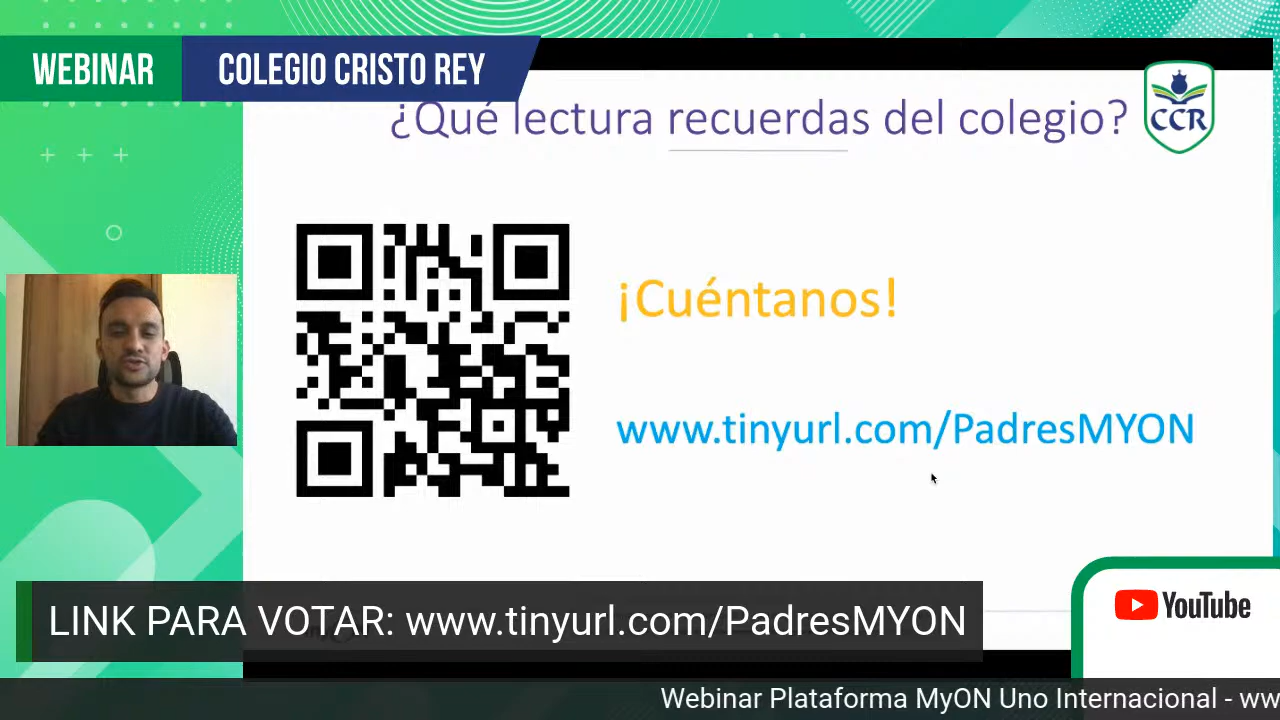 WEBINAR
COLEGIO CRISTO REY
¿Qué lectura recuerdas del colegio?
CCR
¡Cuéntanos!
www.tinyurl.com/PadresMYON
LINK PARA VOTAR: www.tinyurl.com/PadresMYON
YouTube
Webinar Plataforma MyON Uno Internacional - ww